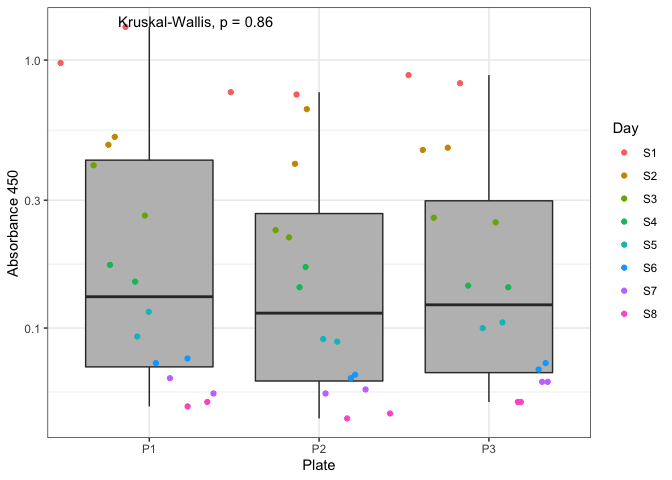 Kruskal-Wallis, p = 0.86
1.0
0.3
0.1
Absorbance 450
P1 P2 P3
Plate
Day
S1
S2
S3
S4
S5
S6
S7
S8